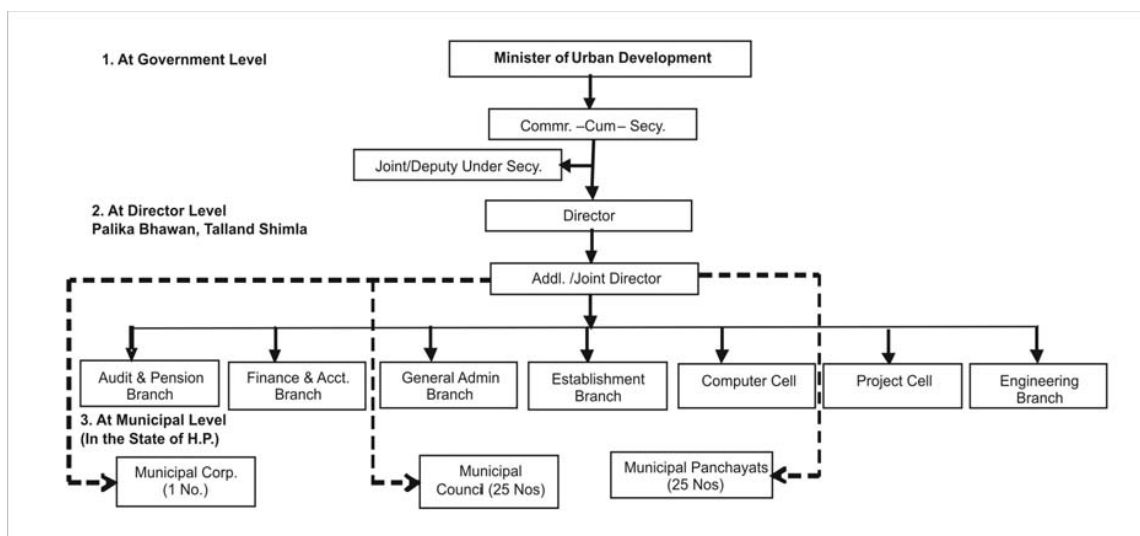 1. At Government Level
Minister of Urban Development
Commr. –Cum– Secy.
Joint/Deputy Under Secy.
2. At Director Level
Palika Bhawan, Talland Shimla
Director
Addl. /Joint Director
Audit & Pension
Branch
Finance & Acct.
Branch
General Admin
Branch
Establishment
Branch
Computer Cell
Project Cell
Engineering
Branch
3. At Municipal Level
(In the State of H.P.)
Municipal Corp.
(1 No.)
Municipal
Council (25 Nos)
Municipal Panchayats
(25 Nos)